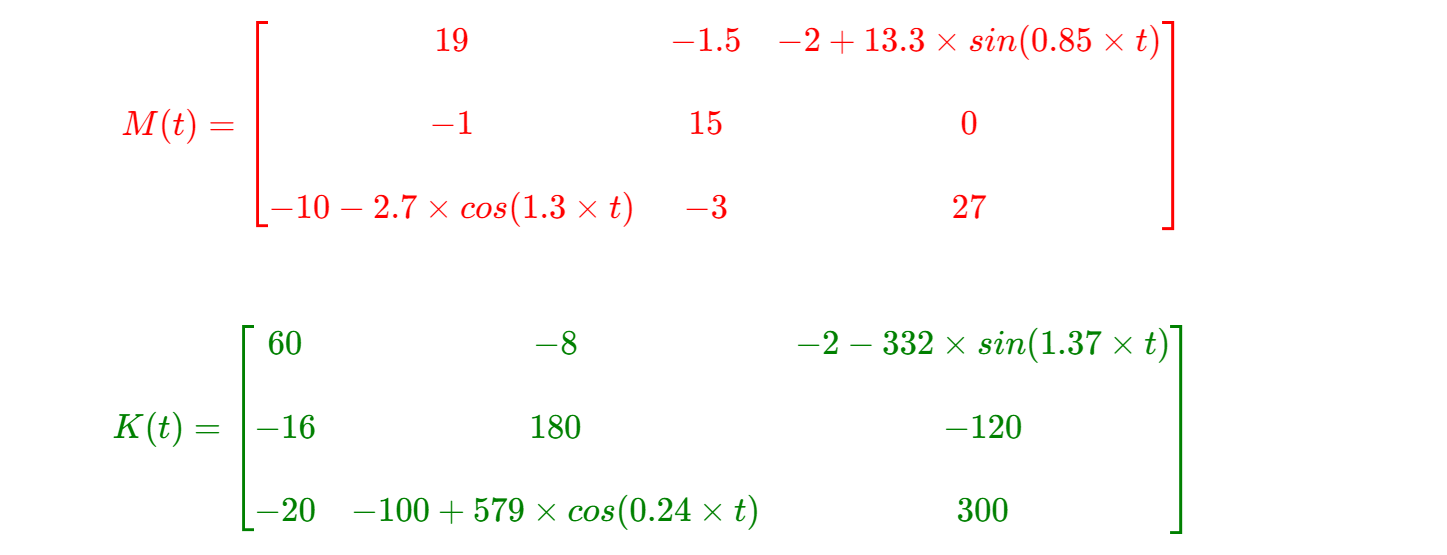 19 −1.5 −2 + 13.3 × sin(0.85 × t)
M(t) = −1 15 0
−10 − 2.7 × cos(1.3 × t) −3 27
60 −8 −2 − 332 × sin(1.37 × t)
K(t) = −16 180 −120
−20 −100 + 579 × cos(0.24 × t) 300